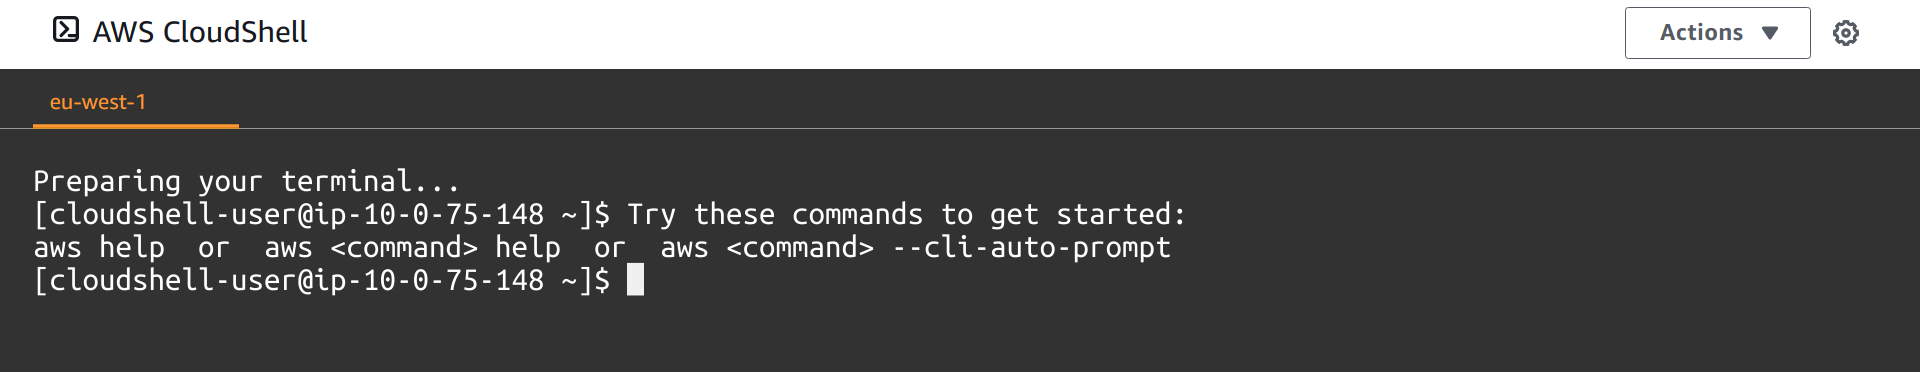 AWS CloudShell
Actions
eu-west-1
Preparing your terminal...
[cloudshell-user@ip-10-0-75-148 ~]$ Try these commands to get started:
aws help  or  aws <command> help  or  aws <command> --cli-auto-prompt
[cloudshell-user@ip-10-0-75-148 ~]$